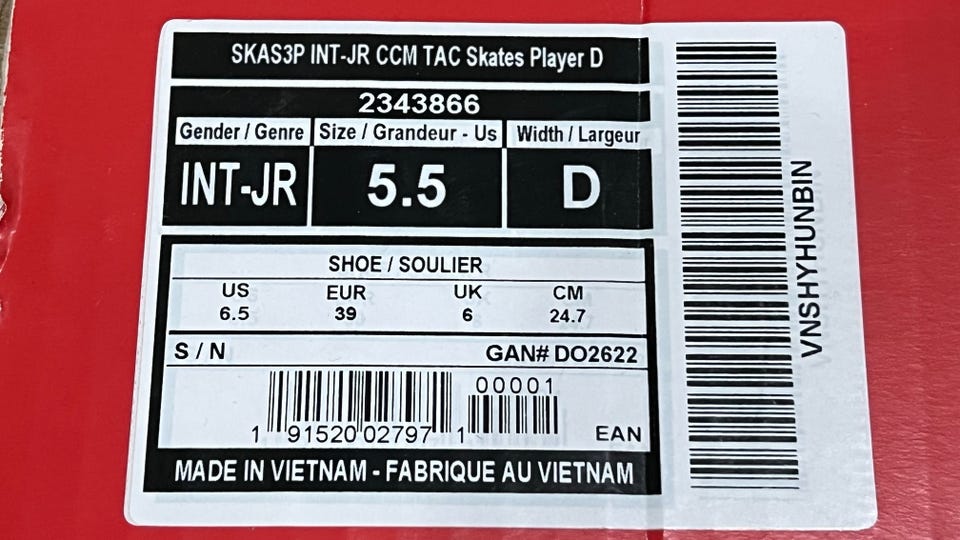 SKAS3P INT-JR CCM TAC Skates Player D
2343866
Gender / Genre Size / Grandeur - Us Width / Largeur
INT-JR 5.5 D
SHOE / SOULIER
US EUR UK CM
6.5 39 6 24.7
S / N GAN# DO2622
00001
1 91520 02797 1 EAN
MADE IN VIETNAM - FABRIQUE AU VIETNAM
VNSHYHUNBIN